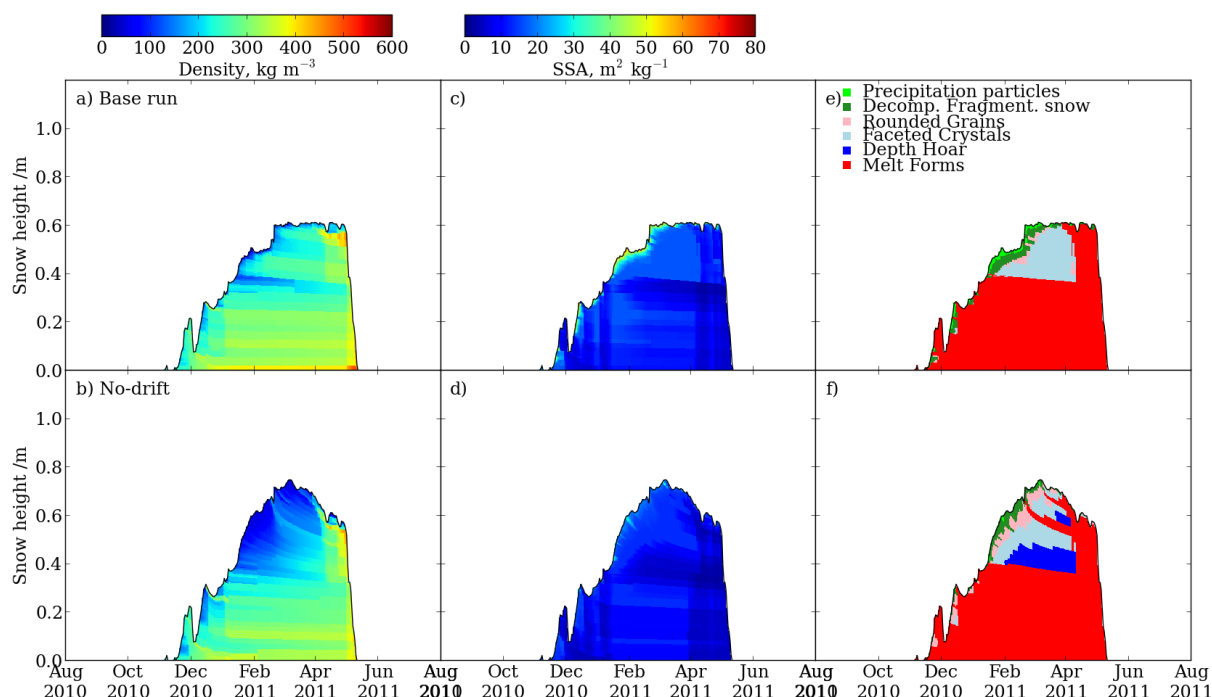 0 100 200 300 400 500 600
Density, kg m⁻³
0 10 20 30 40 50 60 70 80
SSA, m² kg⁻¹
a) Base run
c)
e)
Precipitation particles
Decomp. Fragment. snow
Rounded Grains
Faceted Crystals
Depth Hoar
Melt Forms
Snow height /m
1.0
0.8
0.6
0.4
0.2
0.0
b) No-drift
d)
f)
Snow height /m
1.0
0.8
0.6
0.4
0.2
0.0
Aug Oct Dec Feb Apr Jun Aug
2010 2010 2010 2011 2011 2011
Oct Dec Feb Apr Jun Aug
2010 2010 2011 2011 2011
Oct Dec Feb Apr Jun Aug
2010 2010 2011 2011 2011 2011